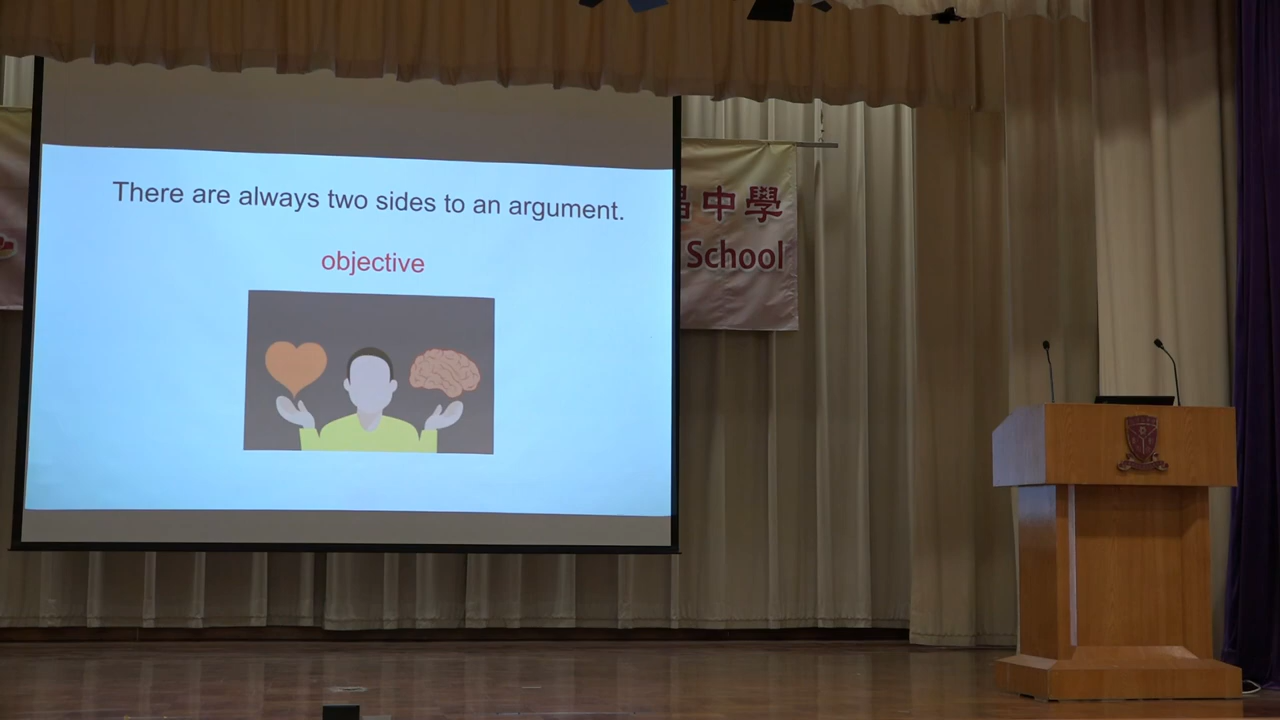 There are always two sides to an argument.
objective
中學
School